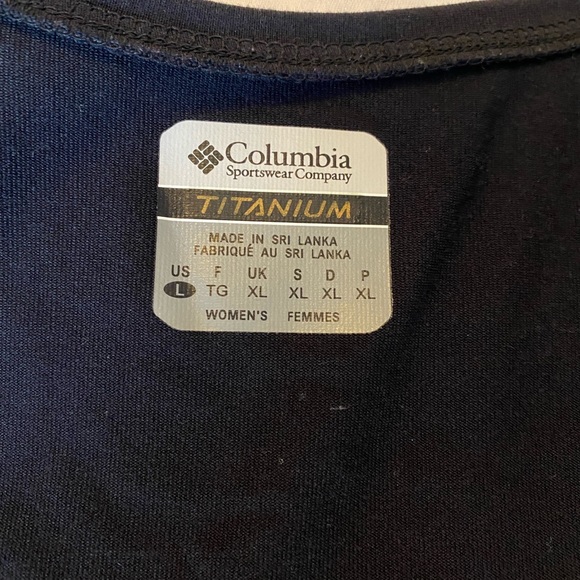 Columbia
Sportswear Company
TITANIUM
MADE IN SRI LANKA
FABRIQUÉ AU SRI LANKA
US F UK S D P
L TG XL XL XL XL
WOMEN'S FEMMES